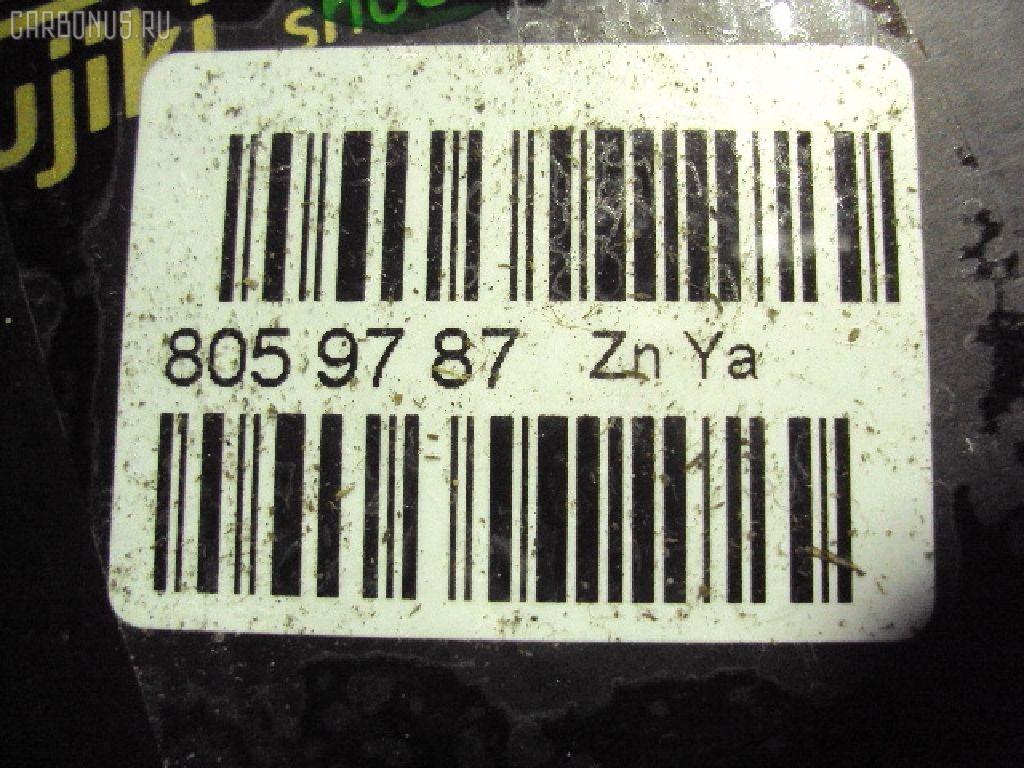 CARBONUS.RU
ujiki
805 97 87 Zn Ya